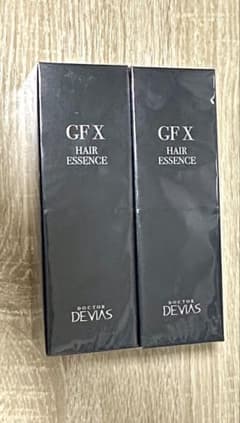 GF X
HAIR
ESSENCE
DOCTOR
DEVIAS
GF X
HAIR
ESSENCE
DOCTOR
DEVIAS